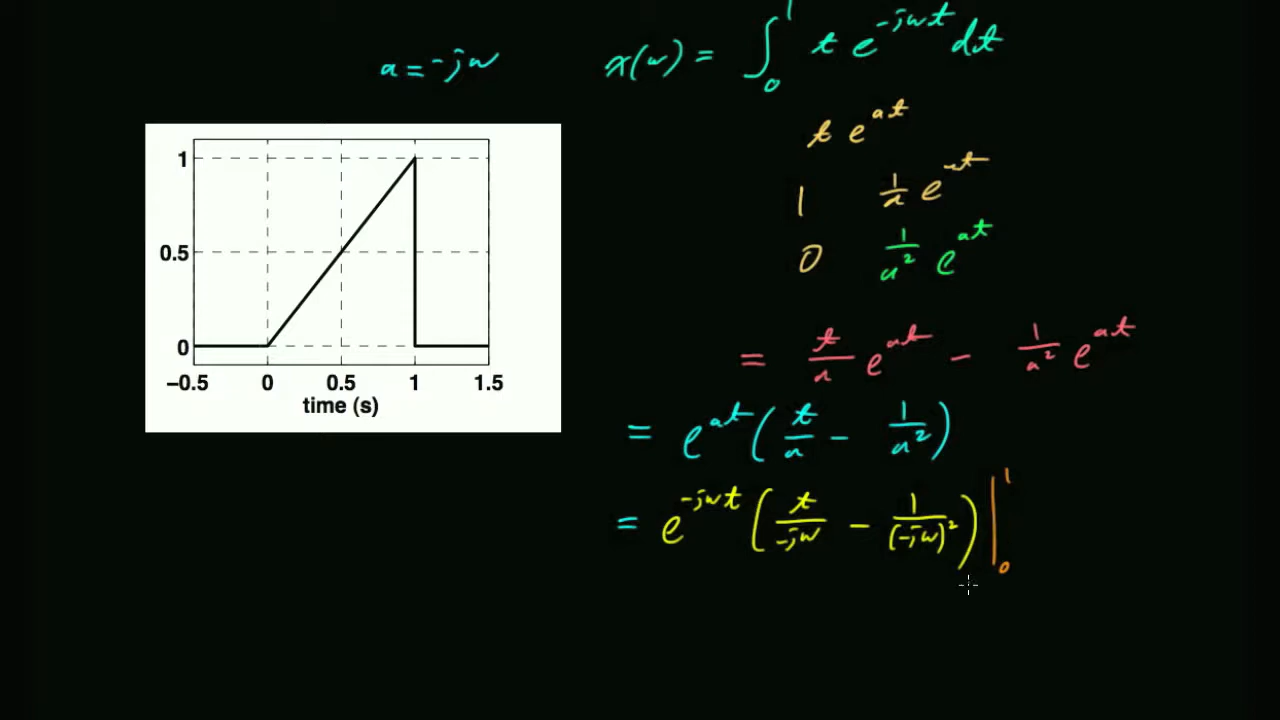 a = -jω
x(ω) = ∫₀¹ t e^{-jωt} dt
t e^{at}
1 1/a e^{at}
0 1/a² e^{at}
= t/a e^{at} - 1/a² e^{at}
= e^{at} (t/a - 1/a²)
= e^{-jωt} (t/-jω - 1/(-jω)²) |₀¹
1
0.5
0
−0.5 0 0.5 1 1.5
time (s)